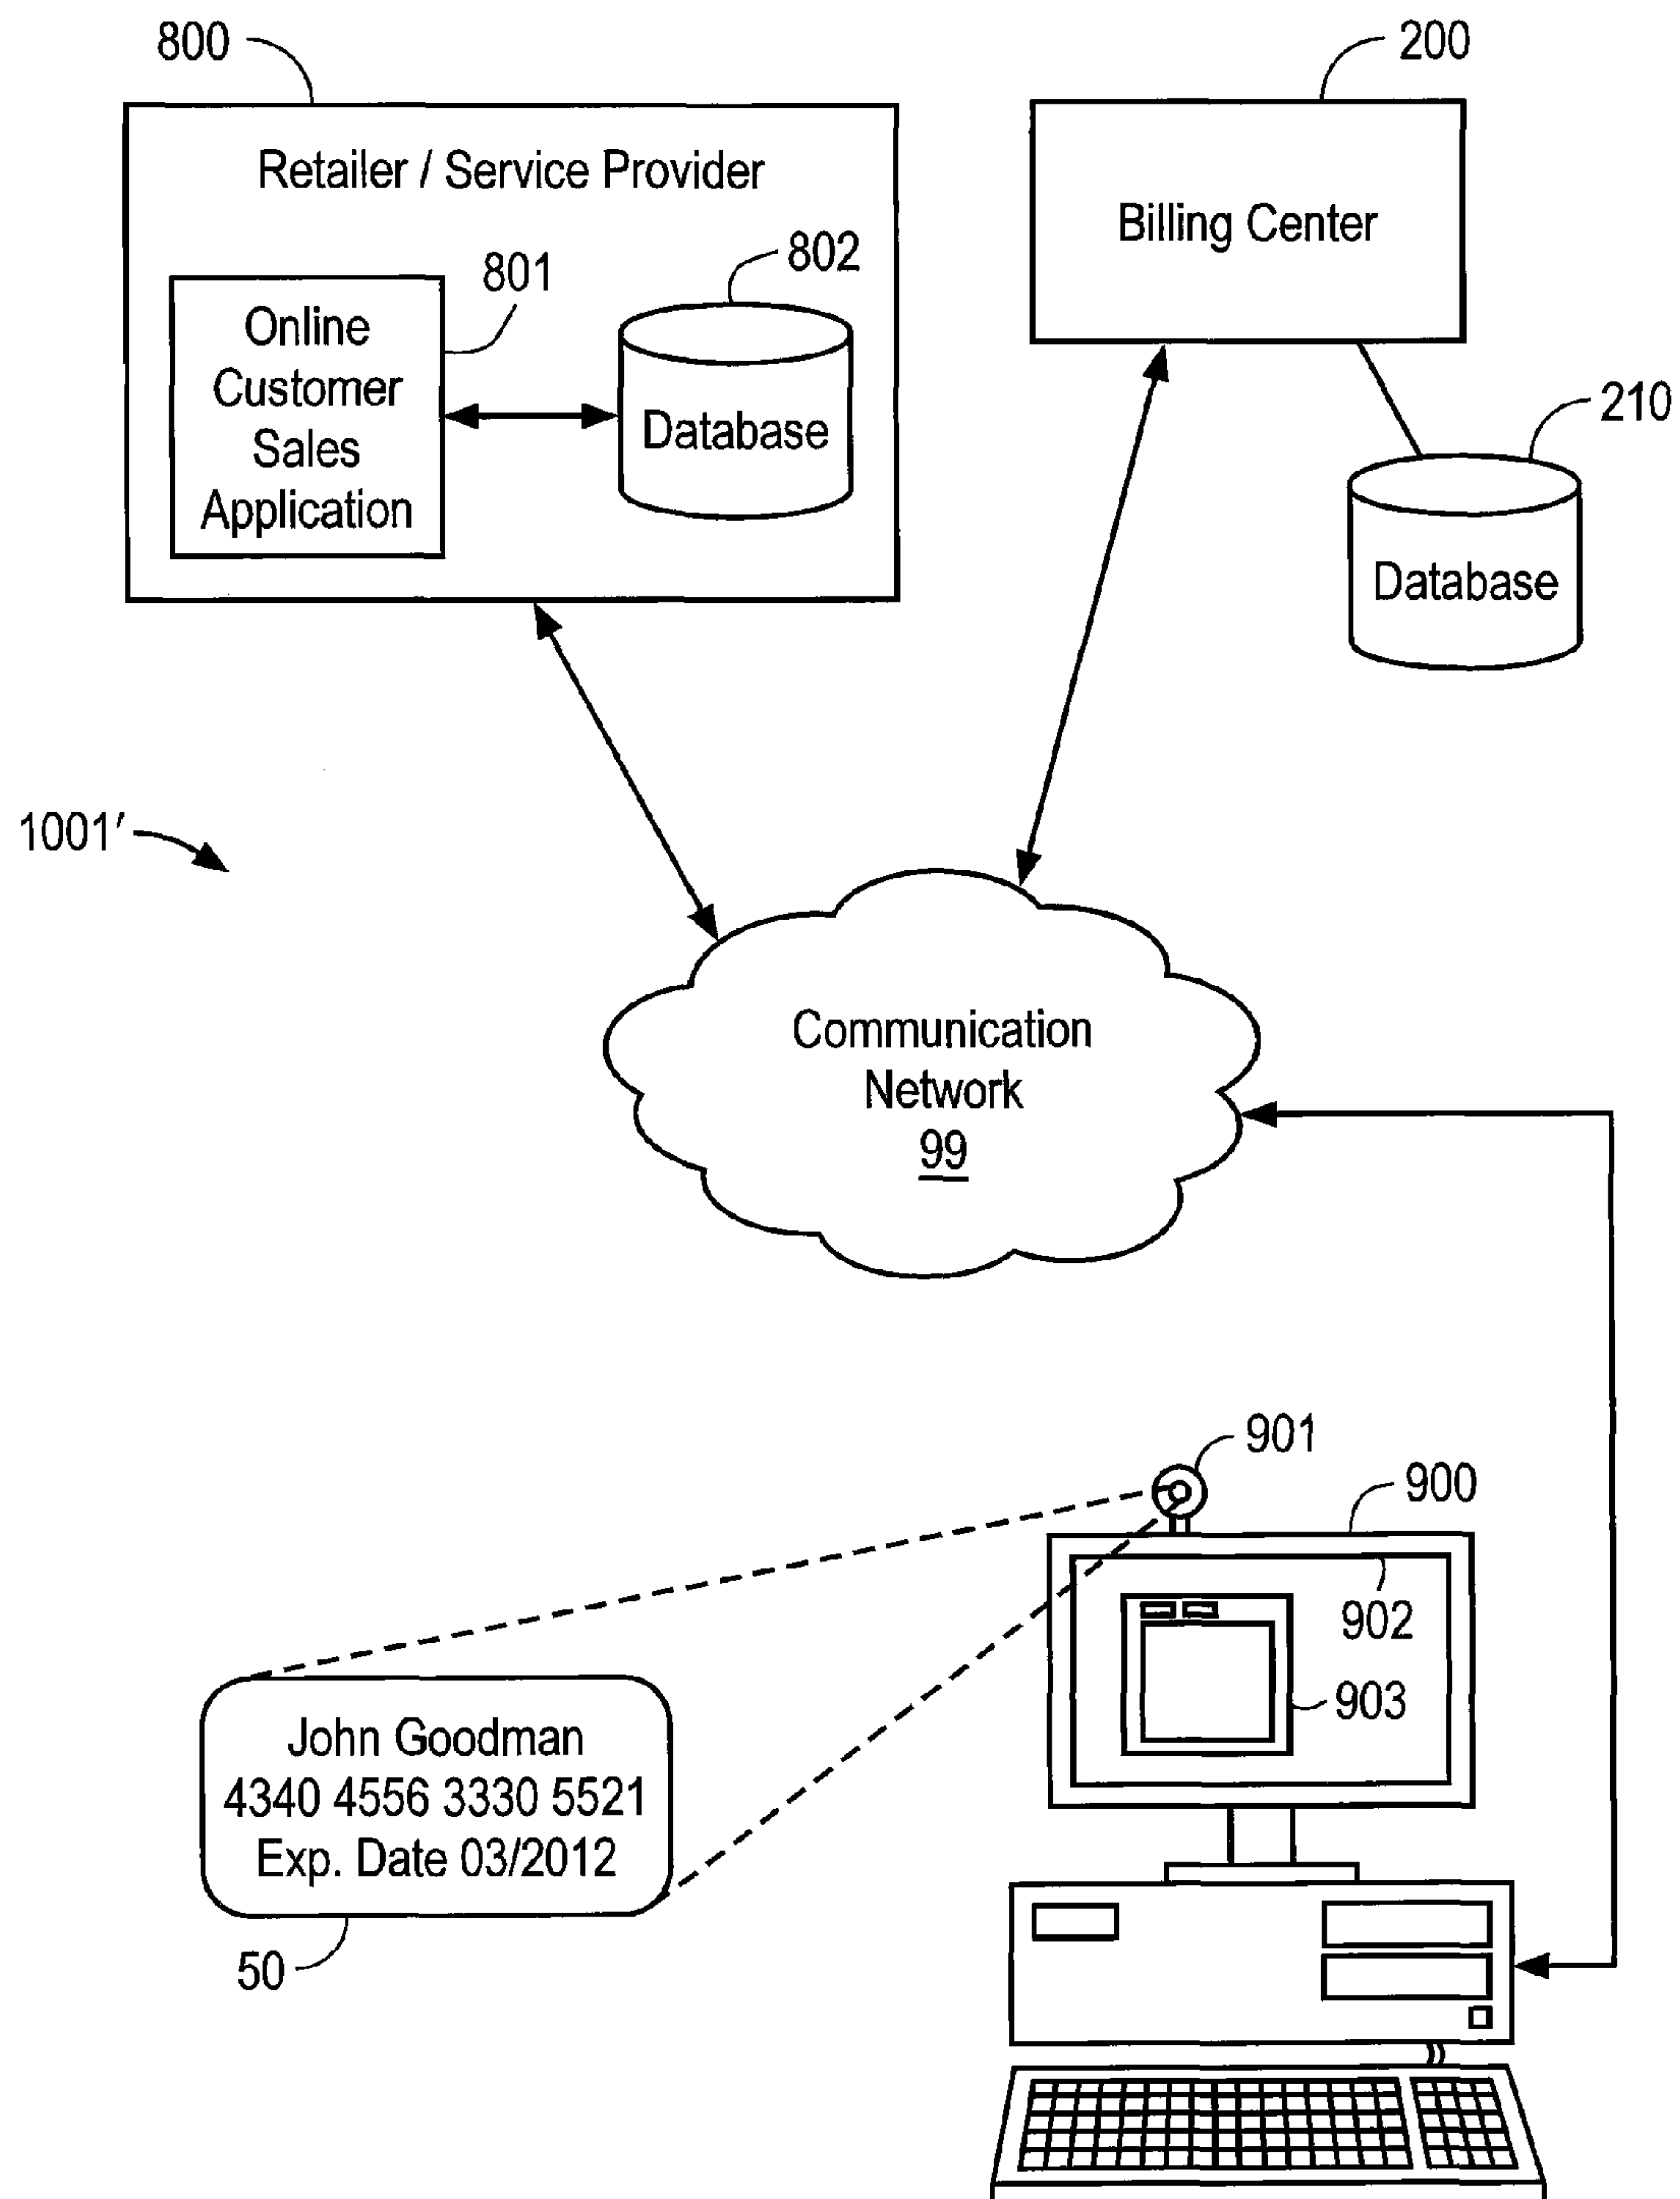 800
200
Retailer / Service Provider
Billing Center
801
802
Online
Customer
Sales
Application
Database
210
Database
1001′
Communication
Network
99
901
900
902
903
John Goodman
4340 4556 3330 5521
Exp. Date 03/2012
50